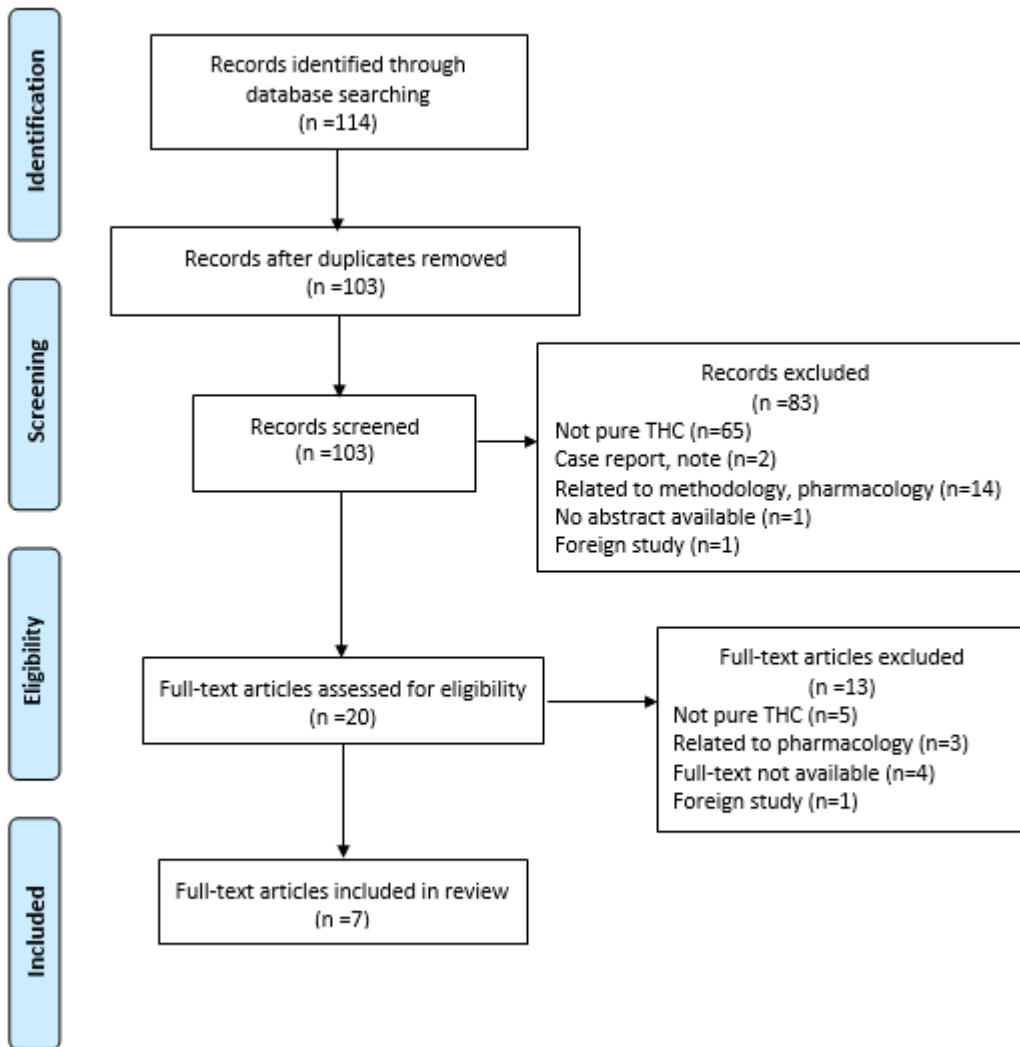 Identification
Records identified through
database searching
(n =114)
Records after duplicates removed
(n =103)
Screening
Records screened
(n =103)
Records excluded
(n =83)
Not pure THC (n=65)
Case report, note (n=2)
Related to methodology, pharmacology (n=14)
No abstract available (n=1)
Foreign study (n=1)
Eligibility
Full-text articles assessed for eligibility
(n =20)
Full-text articles excluded
(n =13)
Not pure THC (n=5)
Related to pharmacology (n=3)
Full-text not available (n=4)
Foreign study (n=1)
Included
Full-text articles included in review
(n =7)